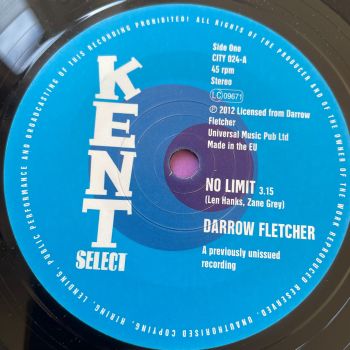 LENDING, PUBLIC PERFORMANCE AND BROADCASTING OF THIS RECORDING PROHIBITED! ALL RIGHTS OF THE PRODUCER AND OF THE OWNER OF THE WORK REPRODUCED RESERVED. UNAUTHORISED COPYING, HIRING,
KENT
SELECT
Side One
CITY 024-A
45 rpm
Stereo
LC 09671
℗ 2012 Licensed from Darrow
Fletcher
Universal Music Pub Ltd
Made in the EU
NO LIMIT 3.15
(Len Hanks, Zane Grey)
DARROW FLETCHER
A previously unissued
recording